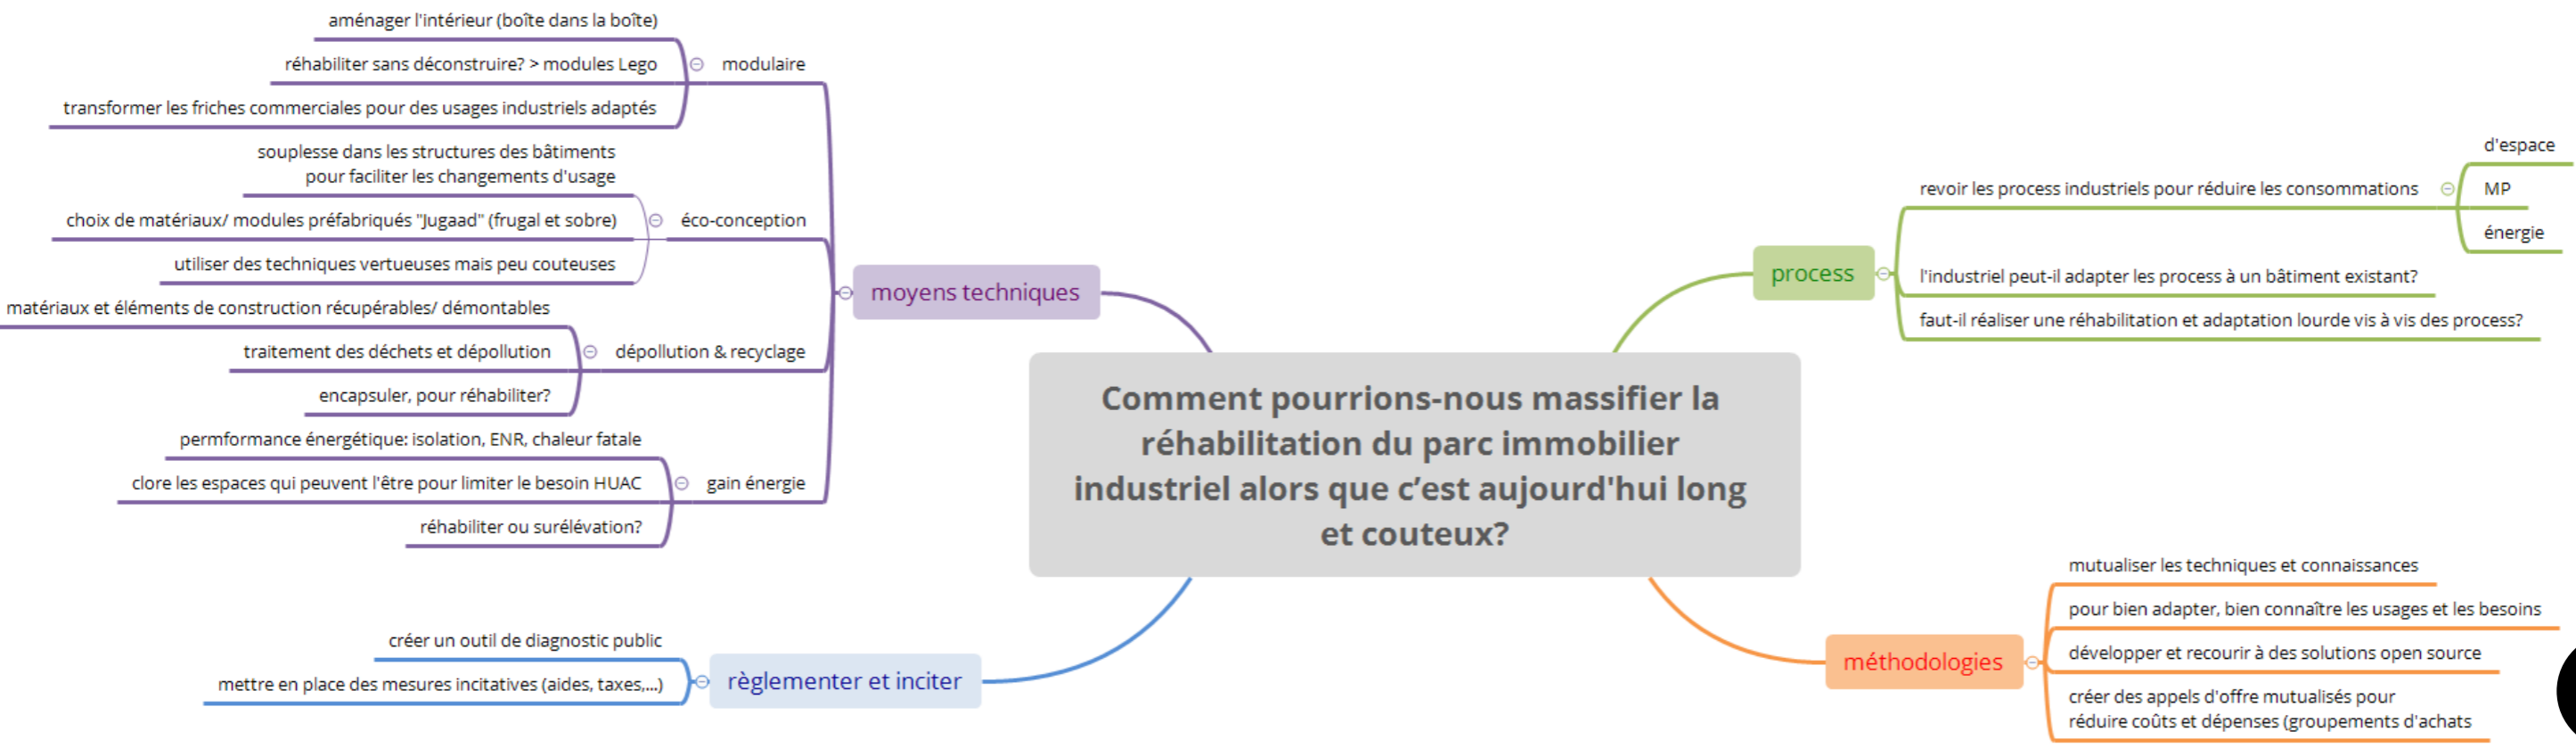 aménager l'intérieur (boîte dans la boîte)
réhabiliter sans déconstruire? > modules Lego
transformer les friches commerciales pour des usages industriels adaptés
modulaire
souplesse dans les structures des bâtiments
pour faciliter les changements d'usage
choix de matériaux/ modules préfabriqués "Jugaad" (frugal et sobre)
utiliser des techniques vertueuses mais peu couteuses
éco-conception
matériaux et éléments de construction récupérables/ démontables
traitement des déchets et dépollution
encapsuler, pour réhabiliter?
dépollution & recyclage
permformance énergétique: isolation, ENR, chaleur fatale
clore les espaces qui peuvent l'être pour limiter le besoin HUAC
réhabiliter ou surélévation?
gain énergie
moyens techniques
créer un outil de diagnostic public
mettre en place des mesures incitatives (aides, taxes,...)
règlementer et inciter
Comment pourrions-nous massifier la
réhabilitation du parc immobilier
industriel alors que c’est aujourd'hui long
et couteux?
process
revoir les process industriels pour réduire les consommations
d'espace
MP
énergie
l'industriel peut-il adapter les process à un bâtiment existant?
faut-il réaliser une réhabilitation et adaptation lourde vis à vis des process?
méthodologies
mutualiser les techniques et connaissances
pour bien adapter, bien connaître les usages et les besoins
développer et recourir à des solutions open source
créer des appels d'offre mutualisés pour
réduire coûts et dépenses (groupements d'achats